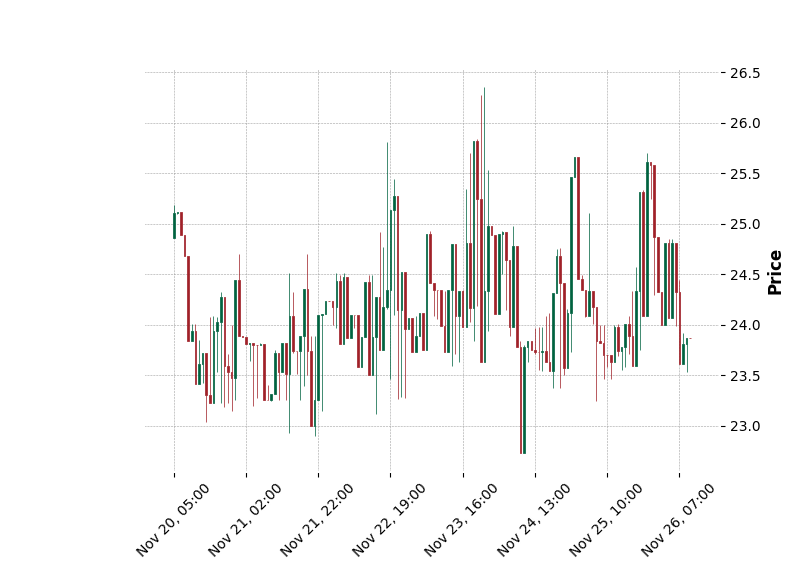 26.5
26.0
25.5
25.0
24.5
24.0
23.5
23.0
Price
Nov 20, 05:00
Nov 21, 02:00
Nov 21, 22:00
Nov 22, 19:00
Nov 23, 16:00
Nov 24, 13:00
Nov 25, 10:00
Nov 26, 07:00